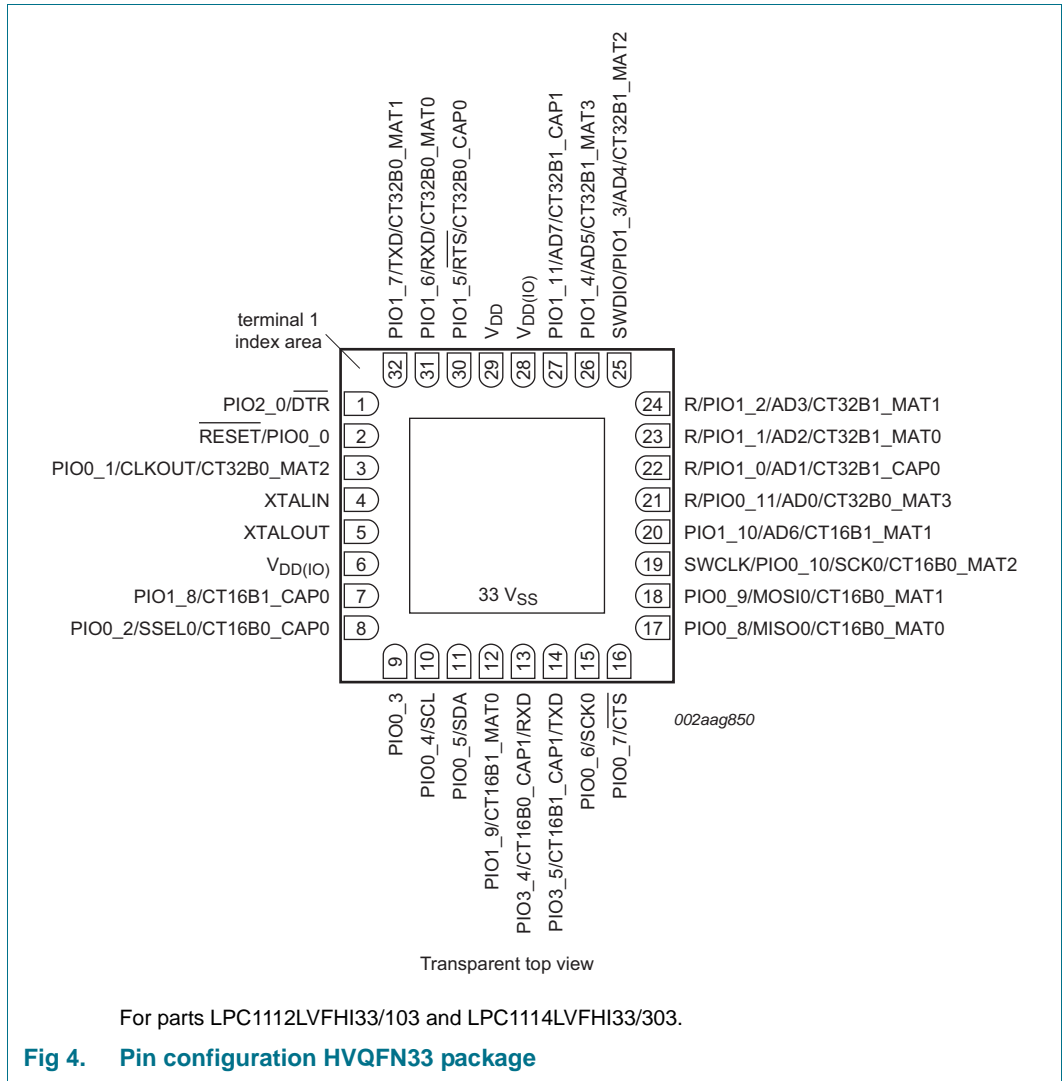 PIO1_7/TXD/CT32B0_MAT1
PIO1_6/RXD/CT32B0_MAT0
PIO1_5/RTS/CT32B0_CAP0
VDD
VDD(IO)
PIO1_11/AD7/CT32B1_CAP1
PIO1_4/AD5/CT32B1_MAT3
SWDIO/PIO1_3/AD4/CT32B1_MAT2
terminal 1
index area
32 31 30 29 28 27 26 25
PIO2_0/DTR 1 24 R/PIO1_2/AD3/CT32B1_MAT1
RESET/PIO0_0 2 23 R/PIO1_1/AD2/CT32B1_MAT0
PIO0_1/CLKOUT/CT32B0_MAT2 3 22 R/PIO1_0/AD1/CT32B1_CAP0
XTALIN 4 21 R/PIO0_11/AD0/CT32B0_MAT3
XTALOUT 5 20 PIO1_10/AD6/CT16B1_MAT1
VDD(IO) 6 19 SWCLK/PIO0_10/SCK0/CT16B0_MAT2
PIO1_8/CT16B1_CAP0 7 33 VSS 18 PIO0_9/MOSI0/CT16B0_MAT1
PIO0_2/SSEL0/CT16B0_CAP0 8 17 PIO0_8/MISO0/CT16B0_MAT0
9 10 11 12 13 14 15 16
PIO0_3
PIO0_4/SCL
PIO0_5/SDA
PIO1_9/CT16B1_MAT0
PIO3_4/CT16B0_CAP1/RXD
PIO3_5/CT16B1_CAP1/TXD
PIO0_6/SCK0
PIO0_7/CTS
002aag850
Transparent top view
For parts LPC1112LVFHI33/103 and LPC1114LVFHI33/303.
Fig 4. Pin configuration HVQFN33 package